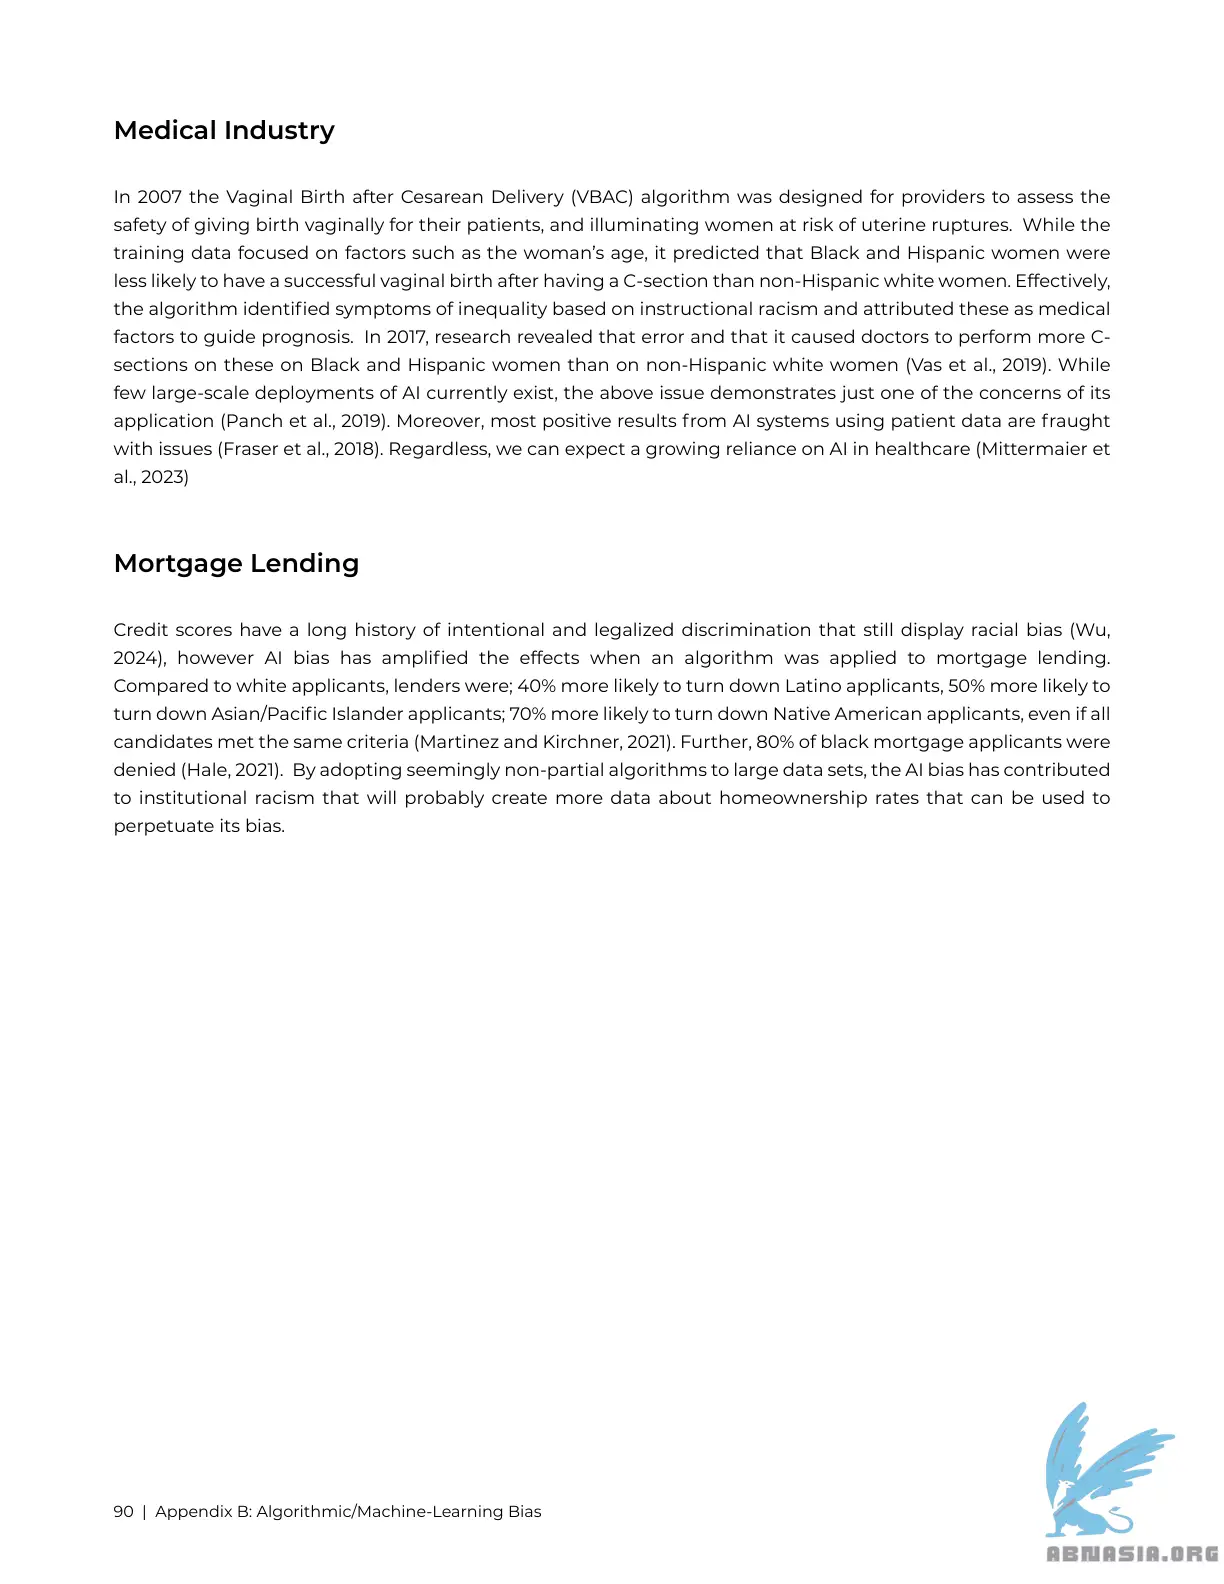 Medical Industry
In 2007 the Vaginal Birth after Cesarean Delivery (VBAC) algorithm was designed for providers to assess the
safety of giving birth vaginally for their patients, and illuminating women at risk of uterine ruptures.  While the
training data focused on factors such as the woman's age, it predicted that Black and Hispanic women were
less likely to have a successful vaginal birth after having a C-section than non-Hispanic white women. Effectively,
the algorithm identified symptoms of inequality based on instructional racism and attributed these as medical
factors to guide prognosis.  In 2017, research revealed that error and that it caused doctors to perform more C-
sections on these on Black and Hispanic women than on non-Hispanic white women (Vas et al., 2019). While
few large-scale deployments of AI currently exist, the above issue demonstrates just one of the concerns of its
application (Panch et al., 2019). Moreover, most positive results from AI systems using patient data are fraught
with issues (Fraser et al., 2018). Regardless, we can expect a growing reliance on AI in healthcare (Mittermaier et
al., 2023)
Mortgage Lending
Credit scores have a long history of intentional and legalized discrimination that still display racial bias (Wu,
2024), however AI bias has amplified the effects when an algorithm was applied to mortgage lending.
Compared to white applicants, lenders were; 40% more likely to turn down Latino applicants, 50% more likely to
turn down Asian/Pacific Islander applicants; 70% more likely to turn down Native American applicants, even if all
candidates met the same criteria (Martinez and Kirchner, 2021). Further, 80% of black mortgage applicants were
denied (Hale, 2021).  By adopting seemingly non-partial algorithms to large data sets, the AI bias has contributed
to institutional racism that will probably create more data about homeownership rates that can be used to
perpetuate its bias.
90 | Appendix B: Algorithmic/Machine-Learning Bias
ABNASIA.ORG